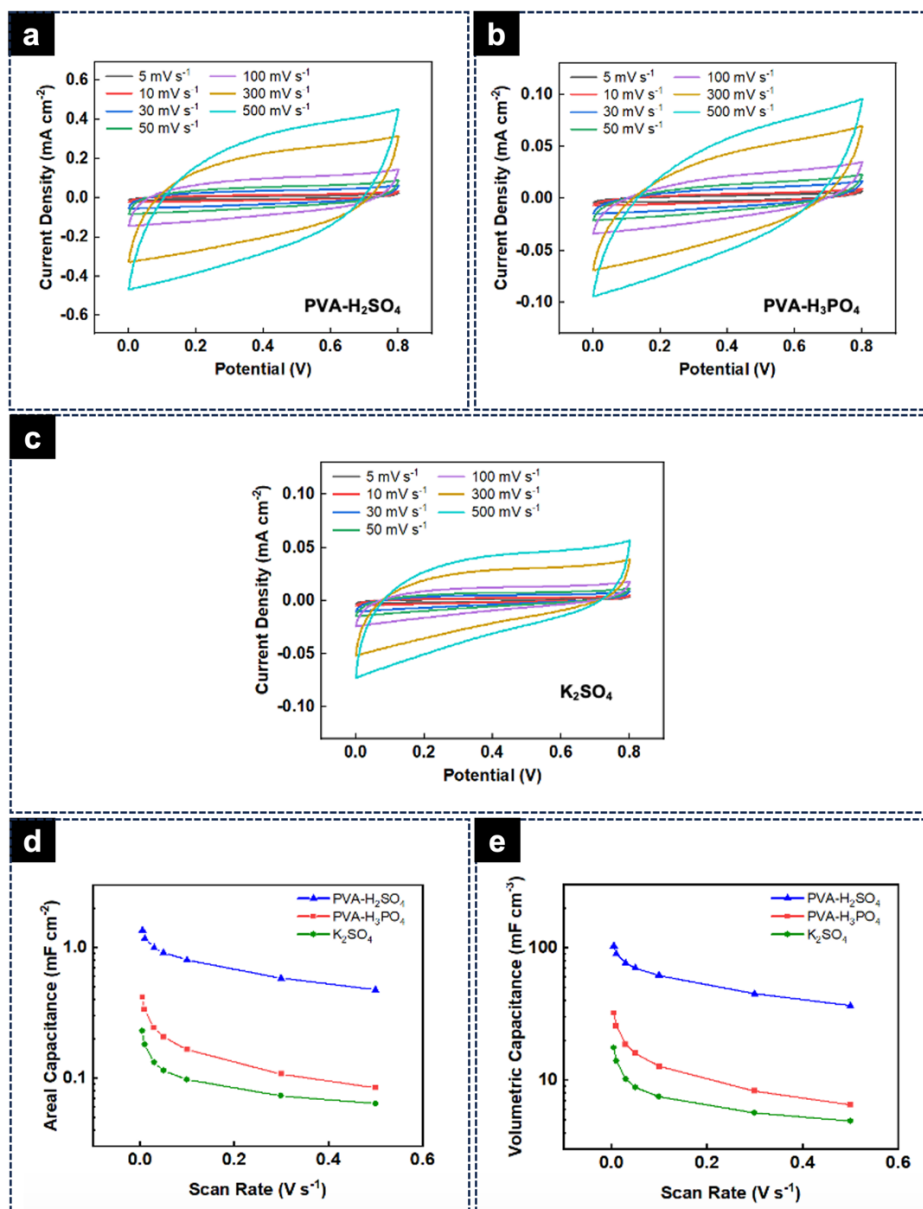 a
5 mV s⁻¹ 100 mV s⁻¹
10 mV s⁻¹ 300 mV s⁻¹
30 mV s⁻¹ 500 mV s⁻¹
50 mV s⁻¹
Current Density (mA cm⁻²)
0.6
0.4
0.2
0.0
-0.2
-0.4
-0.6
PVA-H₂SO₄
0.0 0.2 0.4 0.6 0.8
Potential (V)
b
5 mV s⁻¹ 100 mV s⁻¹
10 mV s⁻¹ 300 mV s⁻¹
30 mV s⁻¹ 500 mV s⁻¹
50 mV s⁻¹
Current Density (mA cm⁻²)
0.10
0.05
0.00
-0.05
-0.10
PVA-H₃PO₄
0.0 0.2 0.4 0.6 0.8
Potential (V)
c
5 mV s⁻¹ 100 mV s⁻¹
10 mV s⁻¹ 300 mV s⁻¹
30 mV s⁻¹ 500 mV s⁻¹
50 mV s⁻¹
Current Density (mA cm⁻²)
0.10
0.05
0.00
-0.05
-0.10
K₂SO₄
0.0 0.2 0.4 0.6 0.8
Potential (V)
d
PVA-H₂SO₄
PVA-H₃PO₄
K₂SO₄
Areal Capacitance (mF cm⁻²)
1.0
0.1
0.0 0.2 0.4 0.6
Scan Rate (V s⁻¹)
e
PVA-H₂SO₄
PVA-H₃PO₄
K₂SO₄
Volumetric Capacitance (mF cm⁻³)
100
10
0.0 0.2 0.4 0.6
Scan Rate (V s⁻¹)